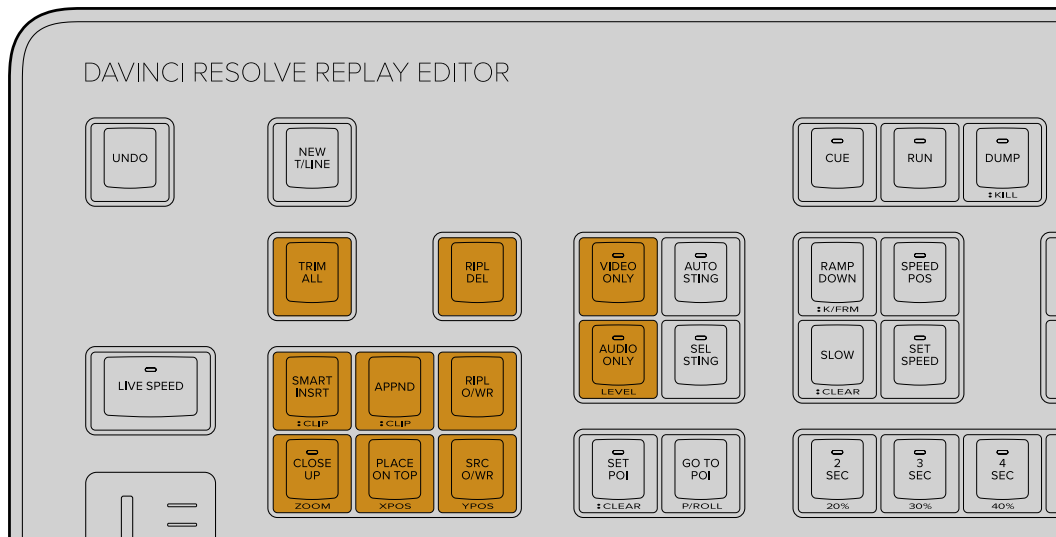 DAVINCI RESOLVE REPLAY EDITOR
UNDO
NEW
T/LINE
CUE
RUN
DUMP
:KILL
TRIM
ALL
RIPL
DEL
VIDEO
ONLY
AUTO
STING
RAMP
DOWN
:K/FRM
SPEED
POS
LIVE SPEED
SMART
INSRT
:CLIP
APPND
:CLIP
RIPL
O/WR
AUDIO
ONLY
LEVEL
SEL
STING
SLOW
:CLEAR
SET
SPEED
CLOSE
UP
ZOOM
PLACE
ON TOP
XPOS
SRC
O/WR
YPOS
SET
POI
:CLEAR
GO TO
POI
P/ROLL
2
SEC
20%
3
SEC
30%
4
SEC
40%